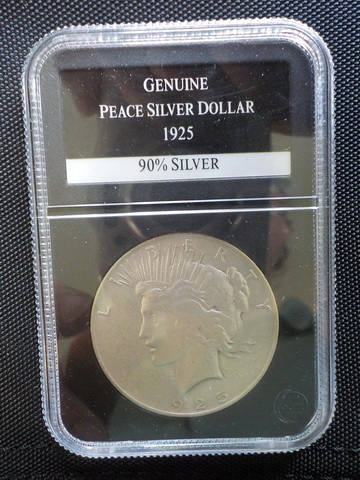 GENUINE
PEACE SILVER DOLLAR
1925
90% SILVER
LIBERTY
1925